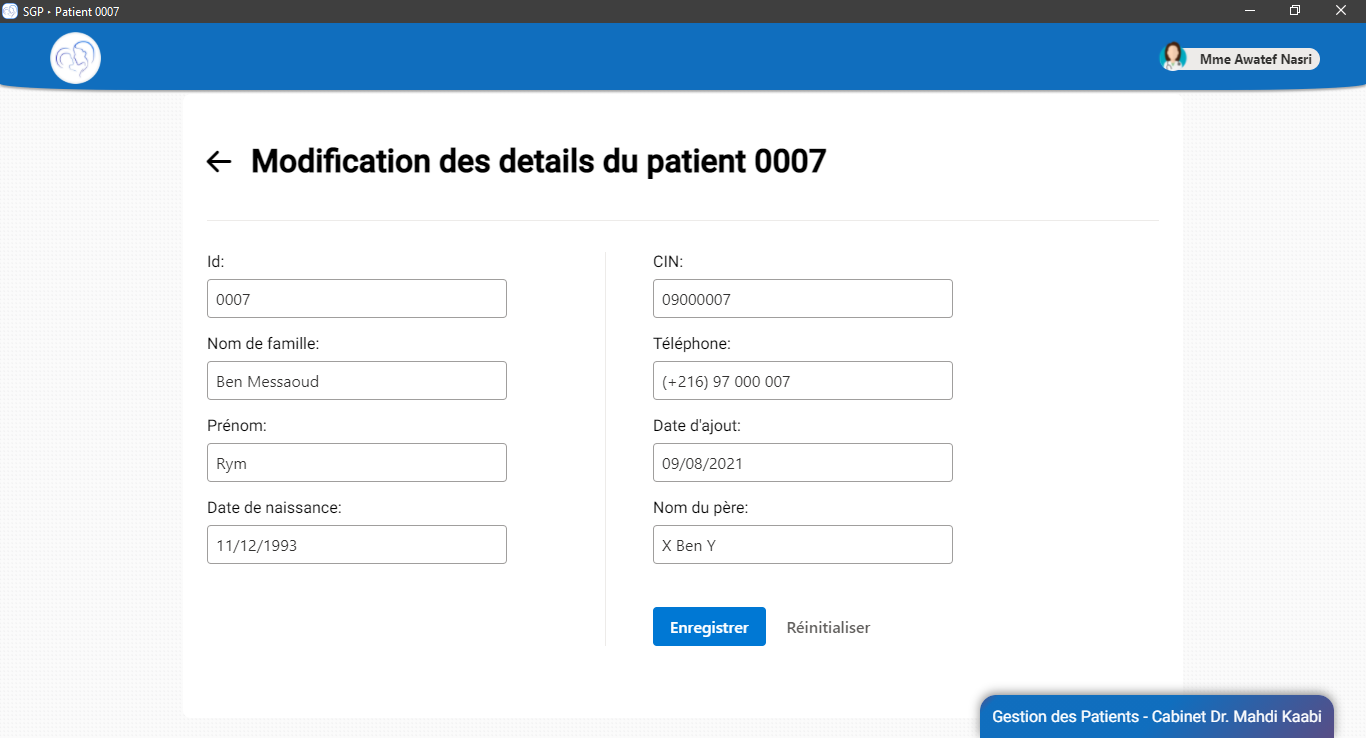 SGP • Patient 0007
Mme Awatef Nasri
Modification des details du patient 0007
Id:
0007
Nom de famille:
Ben Messaoud
Prénom:
Rym
Date de naissance:
11/12/1993
CIN:
09000007
Téléphone:
(+216) 97 000 007
Date d'ajout:
09/08/2021
Nom du père:
X Ben Y
Enregistrer
Réinitialiser
Gestion des Patients - Cabinet Dr. Mahdi Kaabi